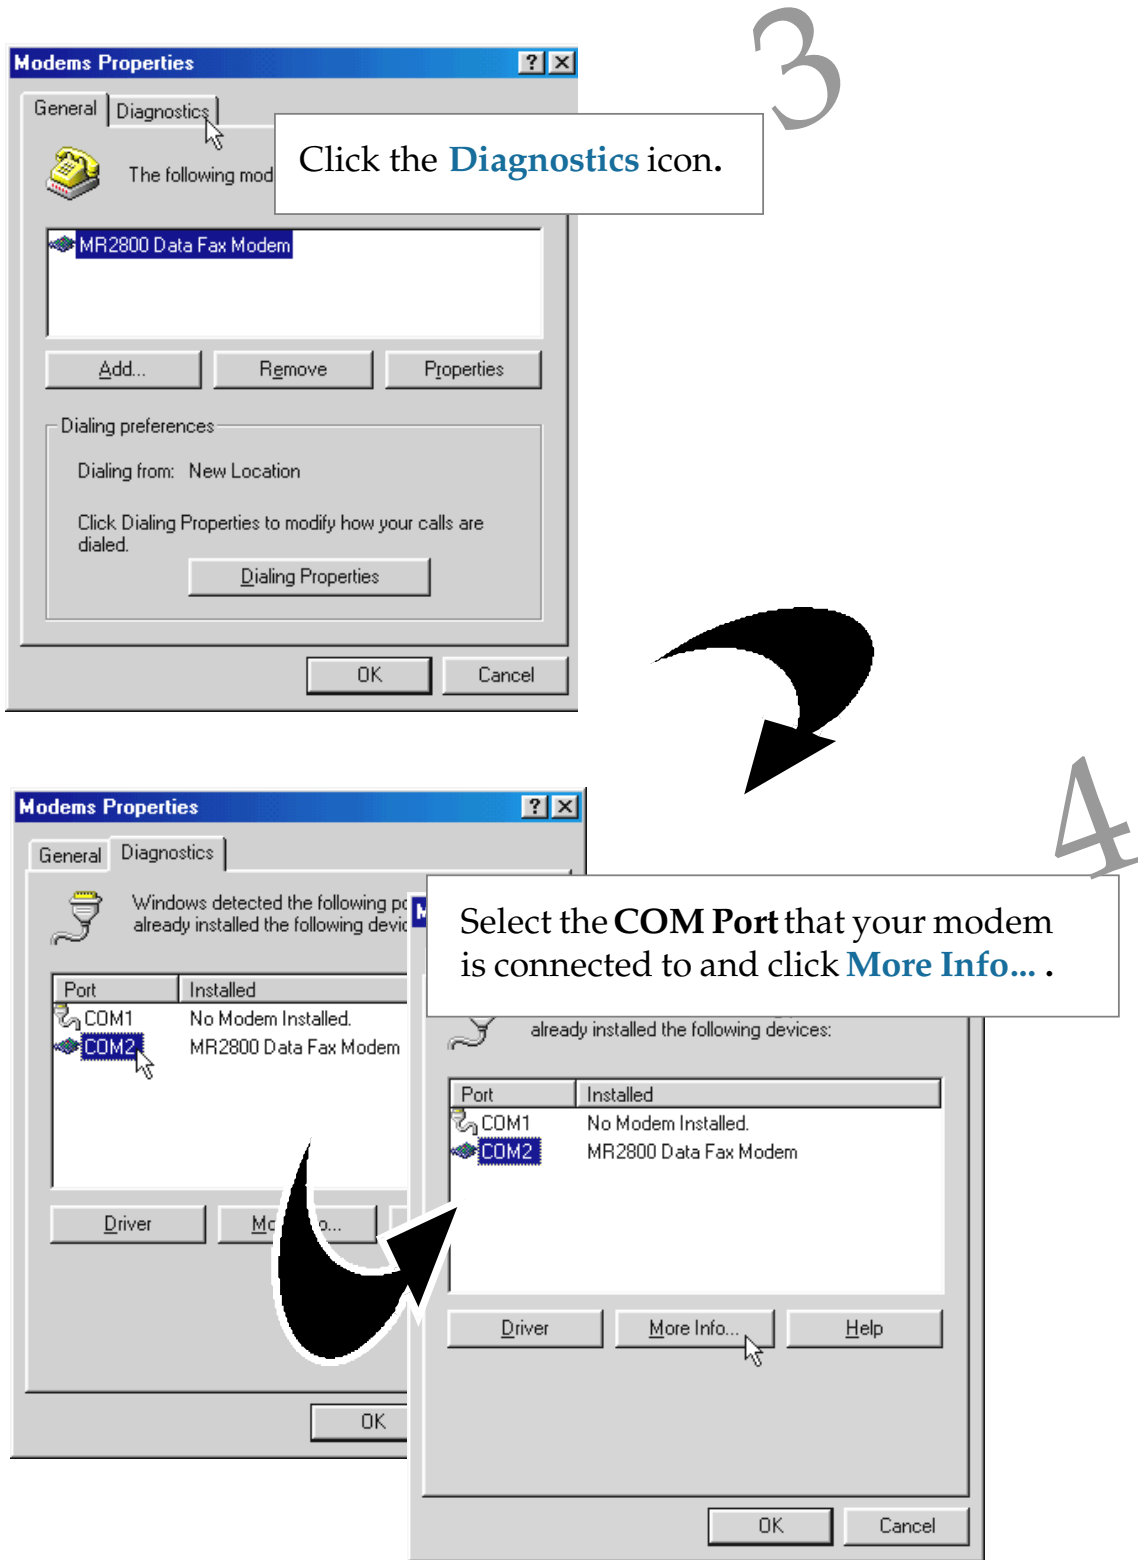 3
Modems Properties
General Diagnostics
Click the Diagnostics icon.
The following mod
MR2800 Data Fax Modem
Add... Remove Properties
Dialing preferences
Dialing from: New Location
Click Dialing Properties to modify how your calls are
dialed.
Dialing Properties
OK Cancel
4
Modems Properties
General Diagnostics
Windows detected the following po
already installed the following devic
Select the COM Port that your modem
is connected to and click More Info... .
Port Installed
COM1 No Modem Installed.
COM2 MR2800 Data Fax Modem
Driver
OK
already installed the following devices:
Port Installed
COM1 No Modem Installed.
COM2 MR2800 Data Fax Modem
Driver More Info... Help
OK Cancel